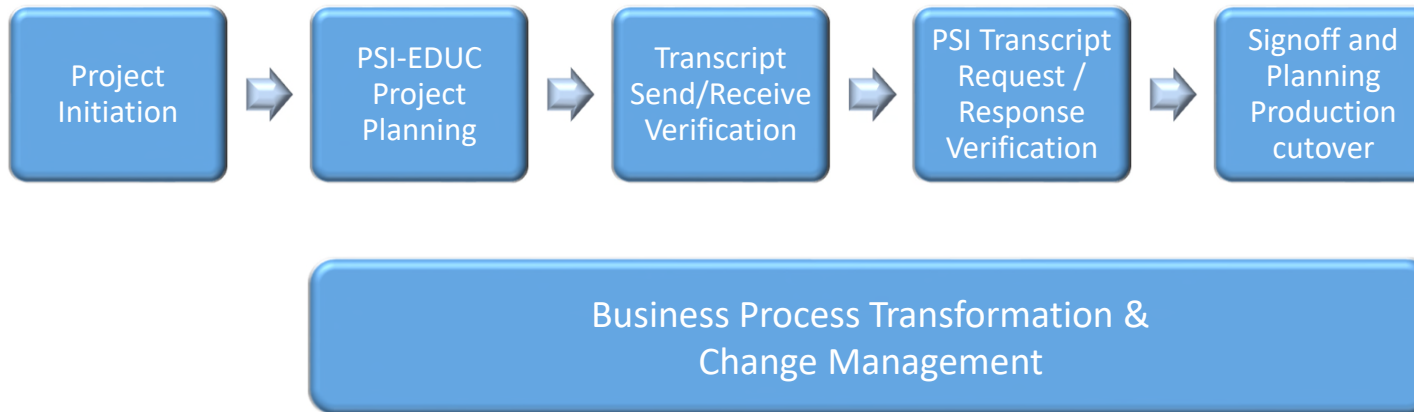 Project
Initiation
PSI-EDUC
Project
Planning
Transcript
Send/Receive
Verification
PSI Transcript
Request /
Response
Verification
Signoff and
Planning
Production
cutover
Business Process Transformation &
Change Management